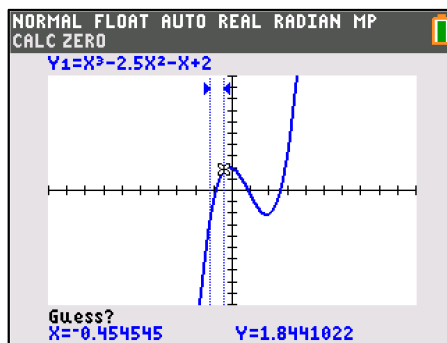 NORMAL FLOAT AUTO REAL RADIAN MP
CALC ZERO
Y₁=X³-2.5X²-X+2
Guess?
X=⁻0.454545 Y=1.8441022